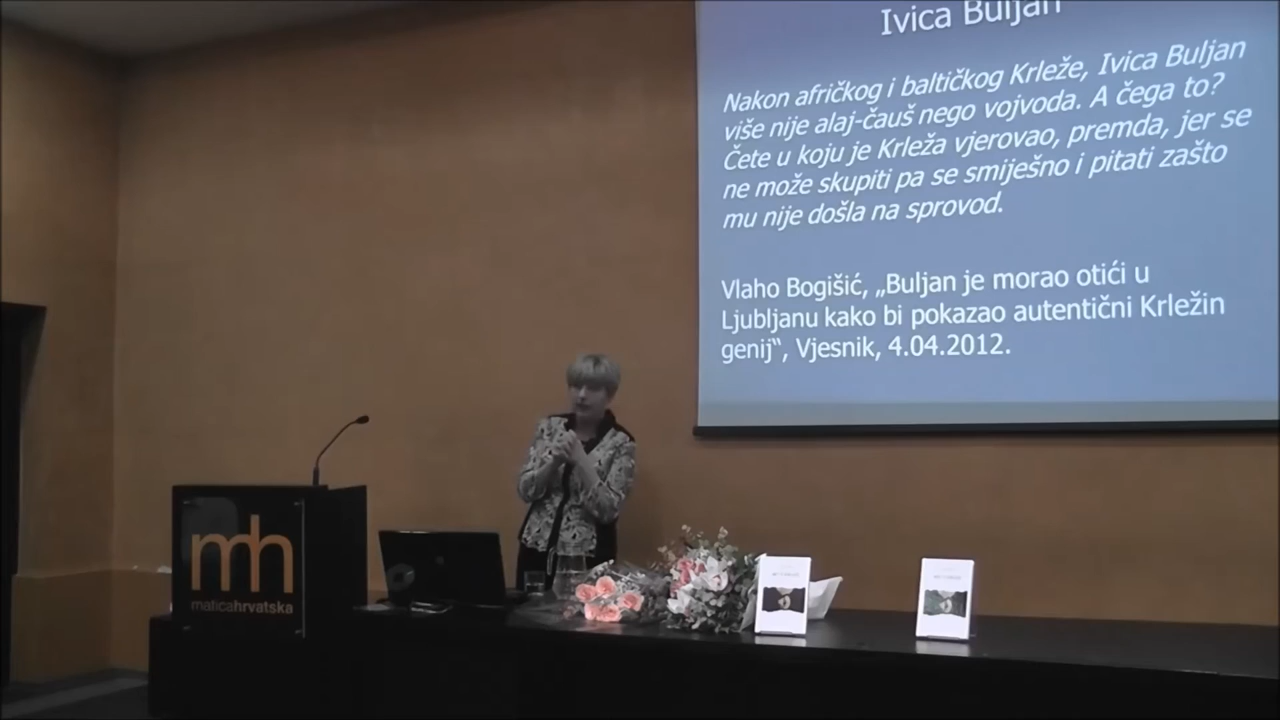 Ivica Buljan
Nakon afričkog i baltičkog Krleže, Ivica Buljan
više nije alaj-čauš nego vojvoda. A čega to?
Čete u koju je Krleža vjerovao, premda, jer se
ne može skupiti pa se smiješno i pitati zašto
mu nije došla na sprovod.
Vlaho Bogišić, „Buljan je morao otići u
Ljubljanu kako bi pokazao autentični Krležin
genij“, Vjesnik, 4.04.2012.
mh
maticahrvatska